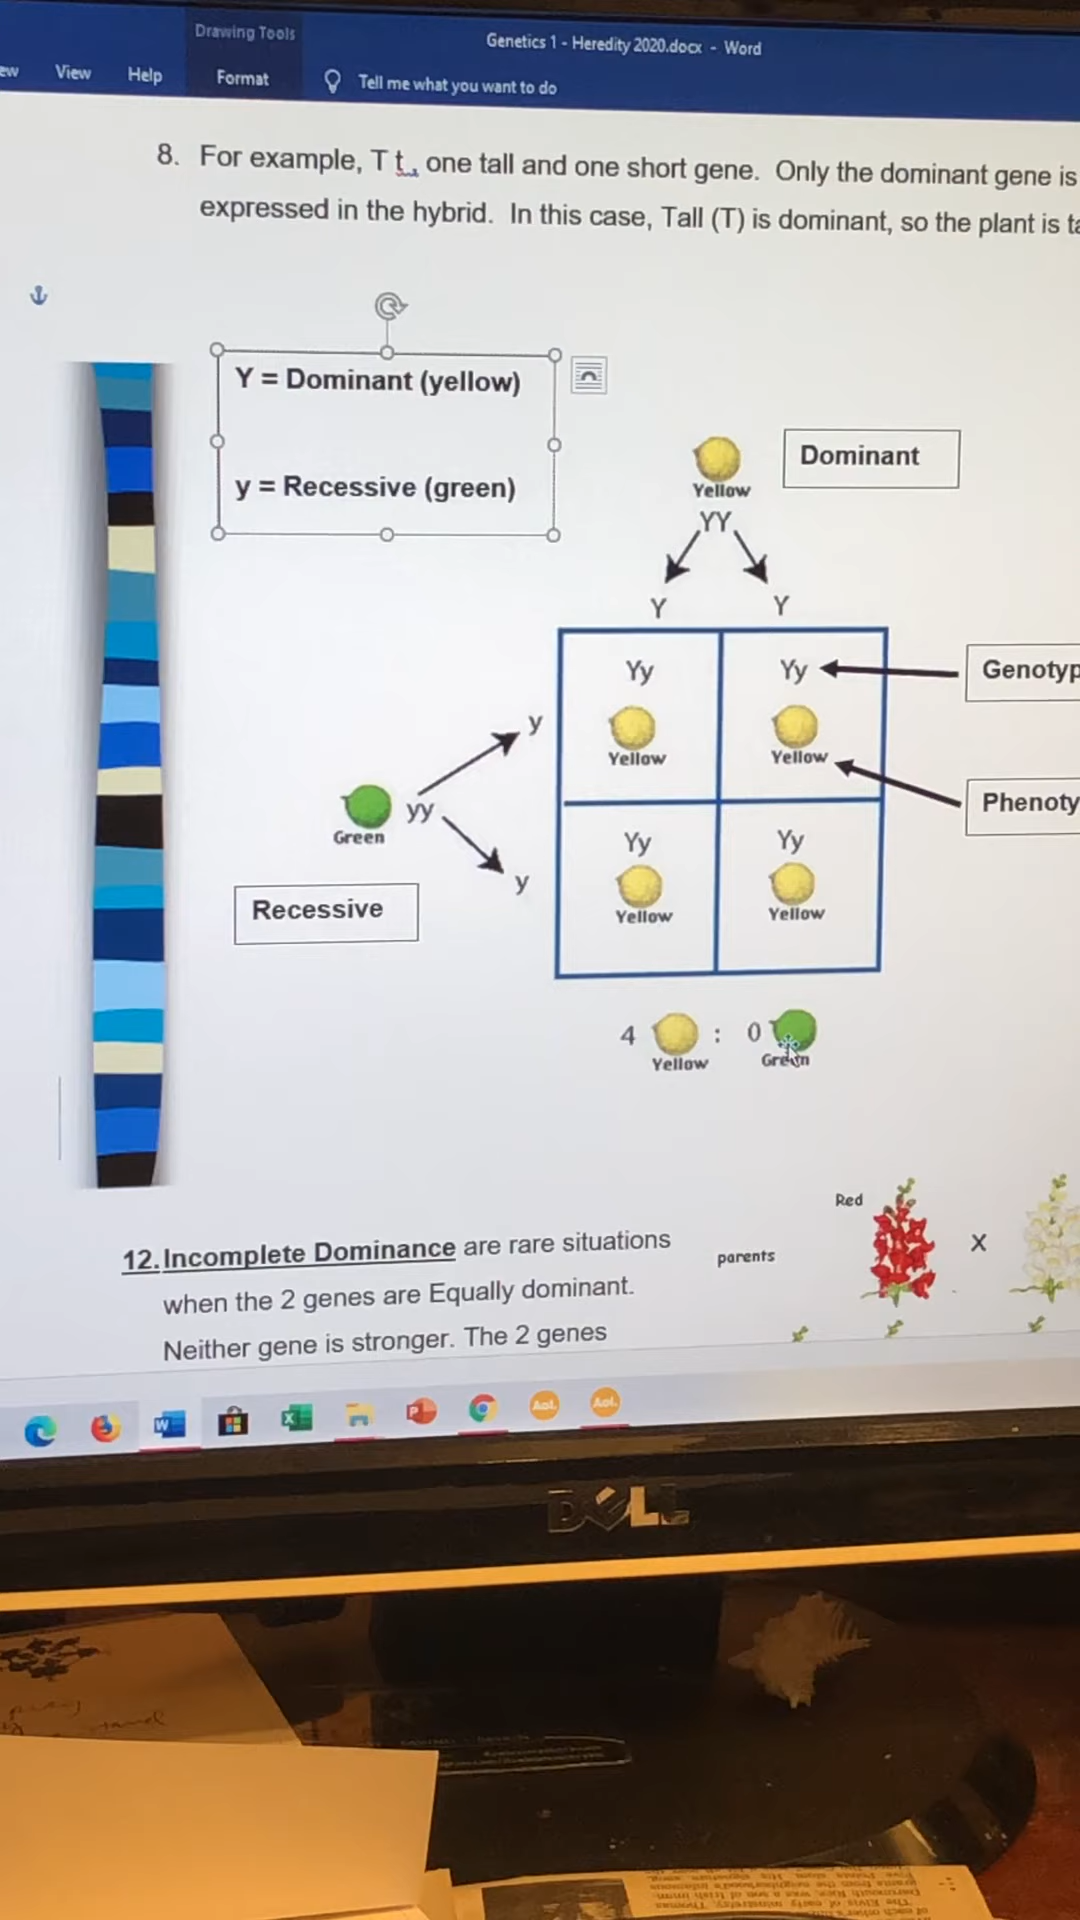 Drawing Tools
Genetics 1 - Heredity 2020.docx - Word
View Help Format Tell me what you want to do
8. For example, T t, one tall and one short gene. Only the dominant gene is
expressed in the hybrid. In this case, Tall (T) is dominant, so the plant is
Y = Dominant (yellow)
y = Recessive (green)
Dominant
Yellow
YY
Y Y
Yy Yy
Yellow Yellow
Yy Yy
Yellow Yellow
y
yy
Green
y
Recessive
4 : 0
Yellow Green
Red
X
parents
12. Incomplete Dominance are rare situations
when the 2 genes are Equally dominant.
Neither gene is stronger. The 2 genes
Aol. Aol.
DELL